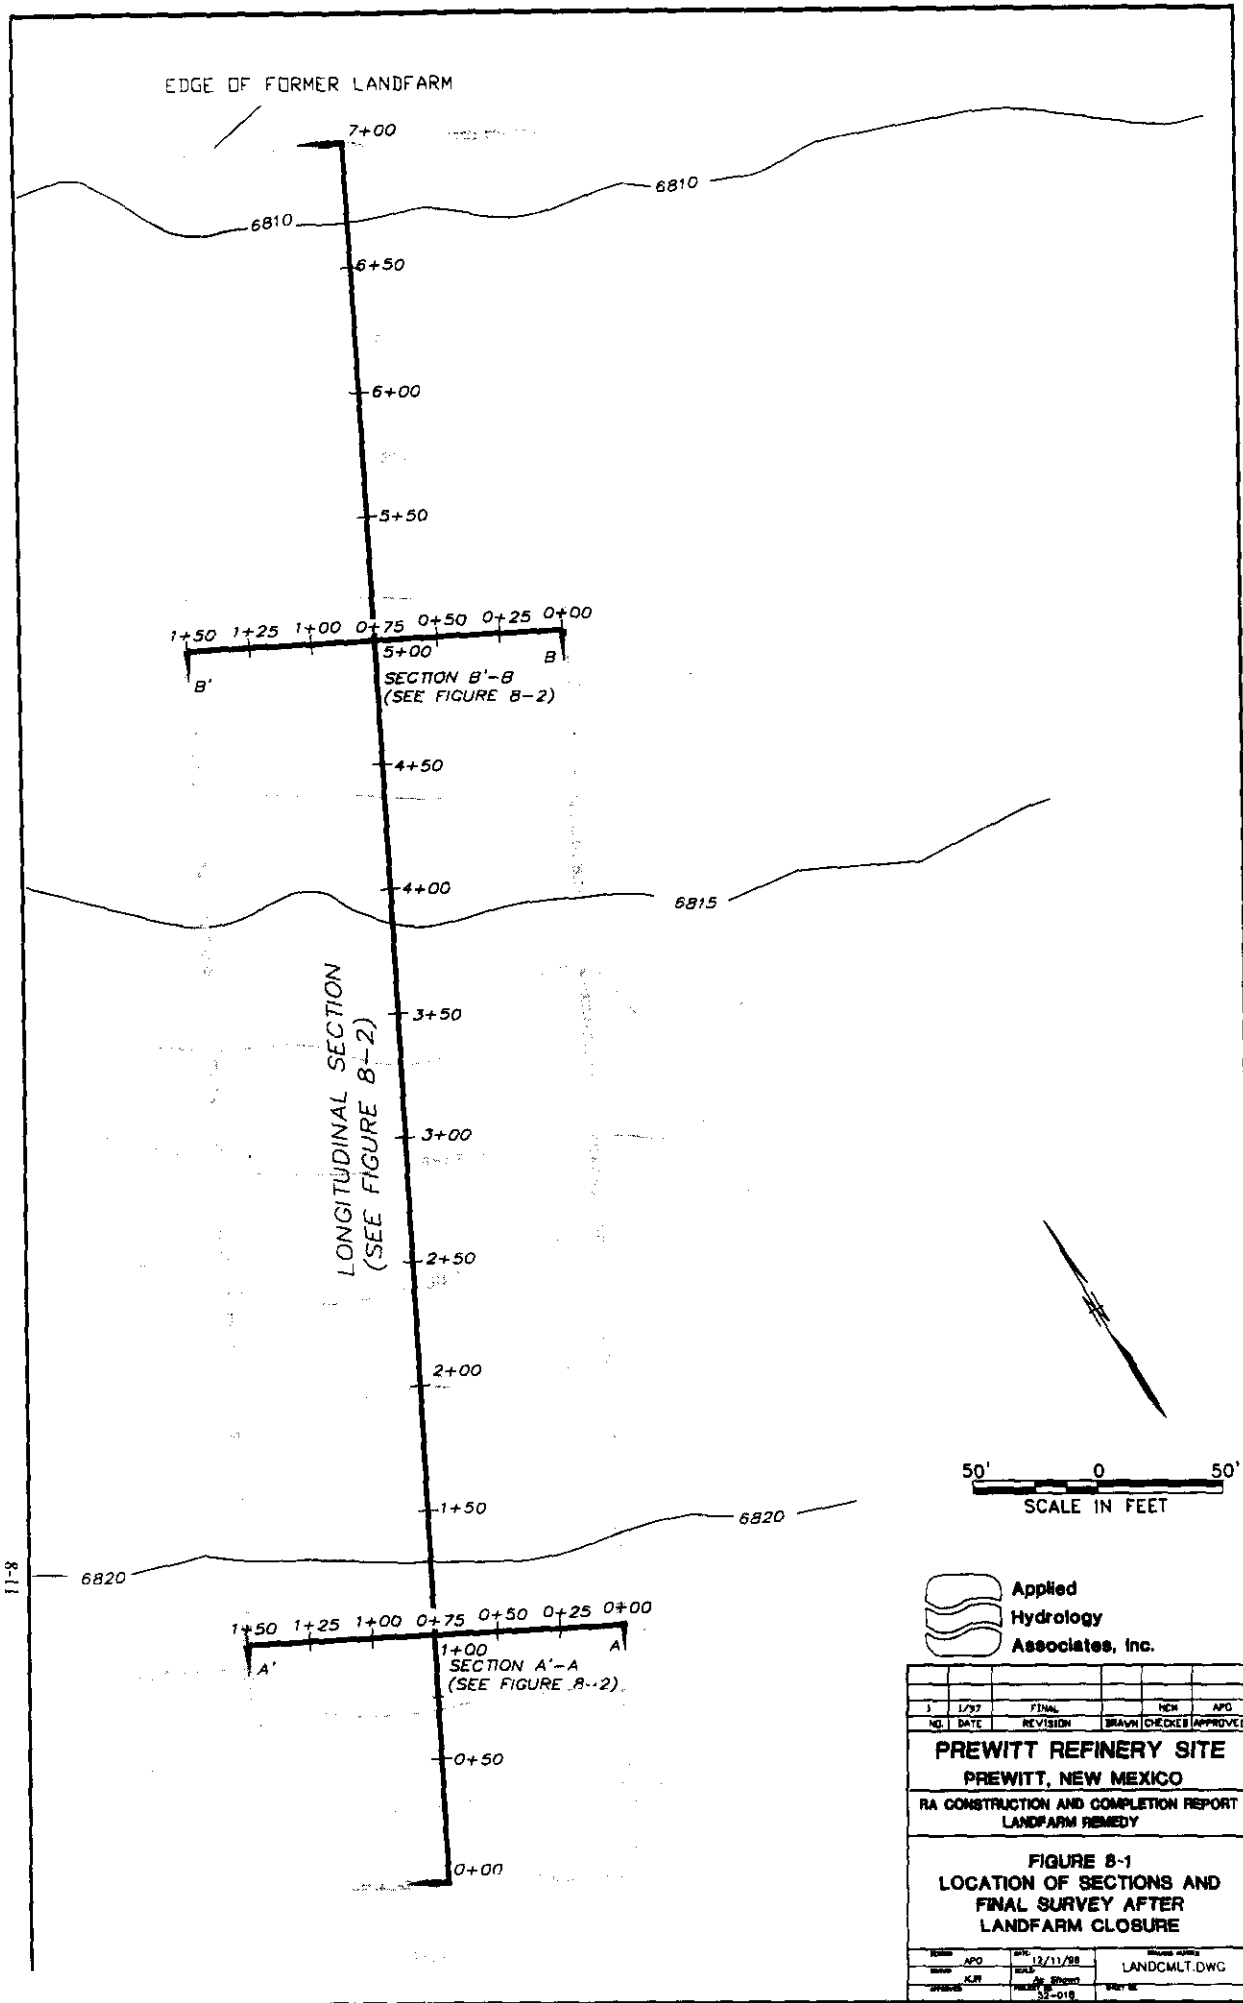 EDGE OF FORMER LANDFARM
7+00
6810
6810
6+50
6+00
5+50
1+50 1+25 1+00 0+75 0+50 0+25 0+00
5+00
B' B
SECTION B'-B
(SEE FIGURE 8-2)
4+50
4+00
6815
LONGITUDINAL SECTION
(SEE FIGURE 8-2)
3+50
3+00
2+50
2+00
50' 0 50'
SCALE IN FEET
1+50
6820
6820
11-8
1+50 1+25 1+00 0+75 0+50 0+25 0+00
1+00
A' A
SECTION A'-A
(SEE FIGURE 8-2)
0+50
0+00
Applied
Hydrology
Associates, Inc.
1/97 FINAL MCM APO
NO. DATE REVISION DRAWN CHECKED APPROVED
PREWITT REFINERY SITE
PREWITT, NEW MEXICO
RA CONSTRUCTION AND COMPLETION REPORT
LANDFARM REMEDY
FIGURE 8-1
LOCATION OF SECTIONS AND
FINAL SURVEY AFTER
LANDFARM CLOSURE
APO 12/11/98 LANDCMLT.DWG
KJR As Shown
32-016